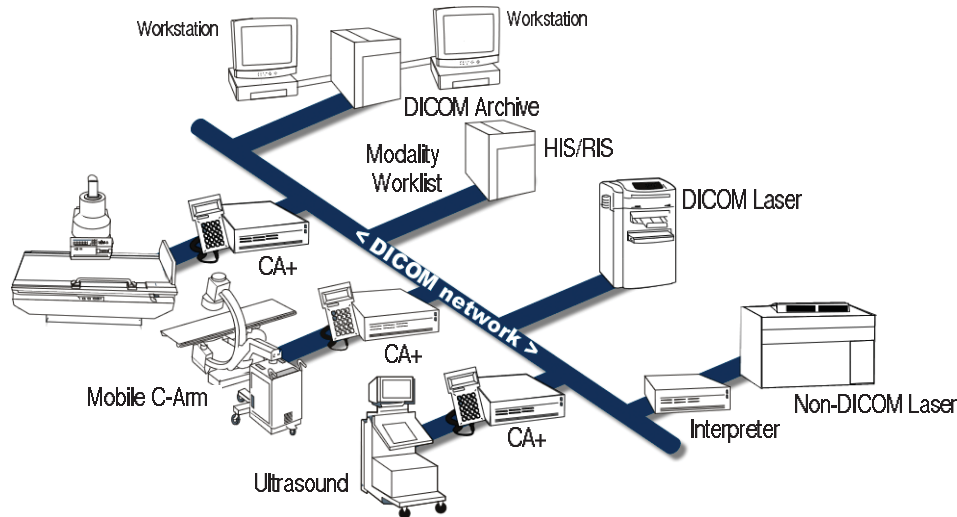 Workstation
Workstation
DICOM Archive
HIS/RIS
Modality
Worklist
DICOM Laser
CA+
< DICOM network >
CA+
Mobile C-Arm
CA+
Non-DICOM Laser
Interpreter
Ultrasound